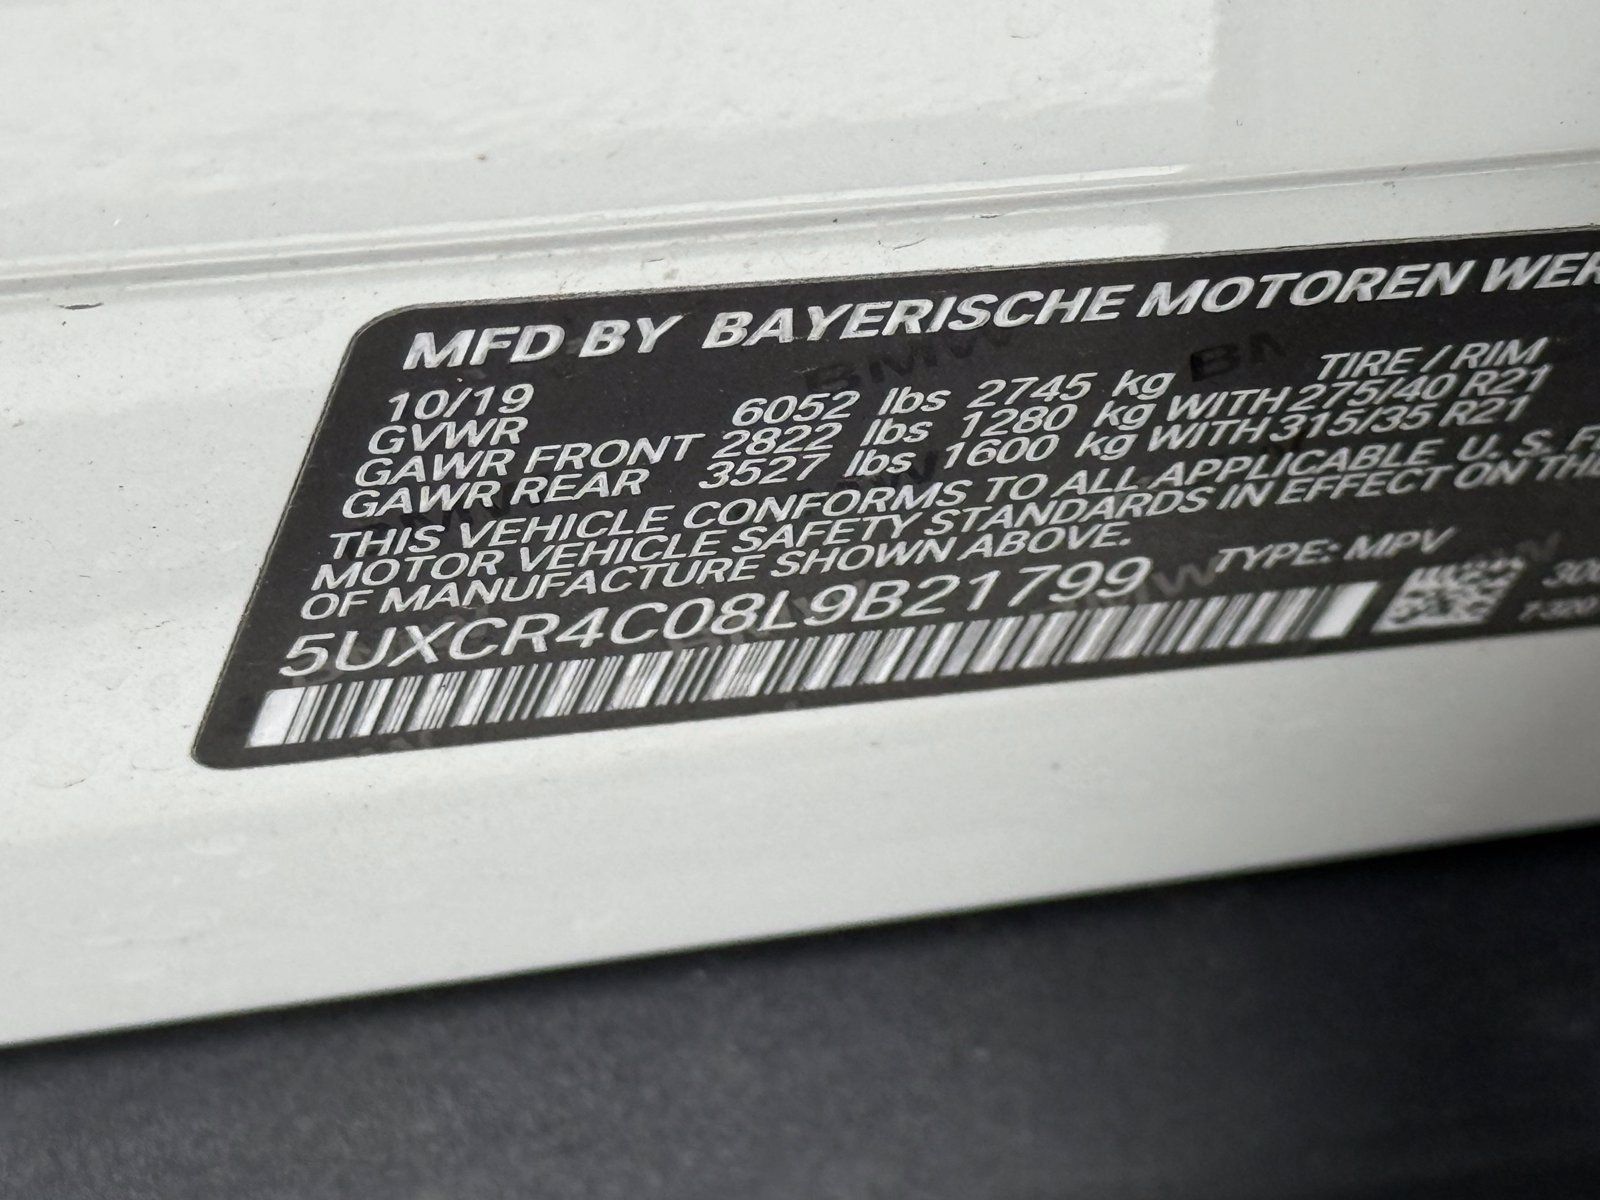 MFD BY BAYERISCHE MOTOREN WER
10/19 TIRE / RIM
GVWR 6052 lbs 2745 kg
GAWR FRONT 2822 lbs 1280 kg WITH 275/40 R21
GAWR REAR 3527 lbs 1600 kg WITH 315/35 R21
THIS VEHICLE CONFORMS TO ALL APPLICABLE U. S. FE
MOTOR VEHICLE SAFETY STANDARDS IN EFFECT ON THE
OF MANUFACTURE SHOWN ABOVE.
5UXCR4C08L9B21799 TYPE: MPV